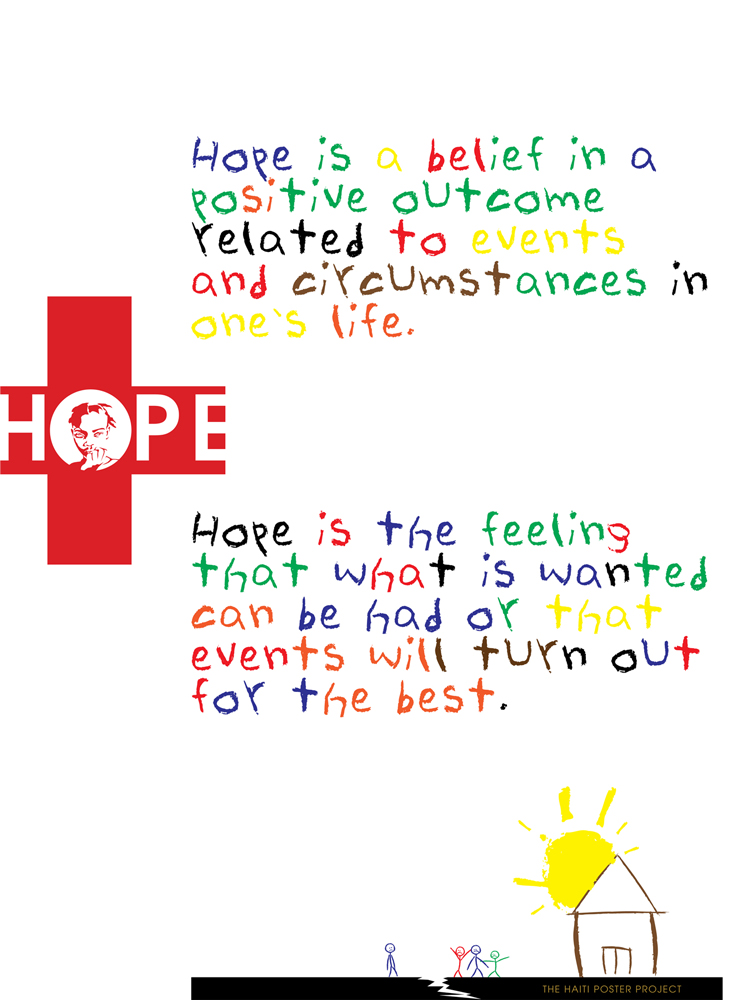 Hope is a belief in a
positive outcome
related to events
and circumstances in
one's life.
HOPE
Hope is the feeling
that what is wanted
can be had or that
events will turn out
for the best.
THE HAITI POSTER PROJECT